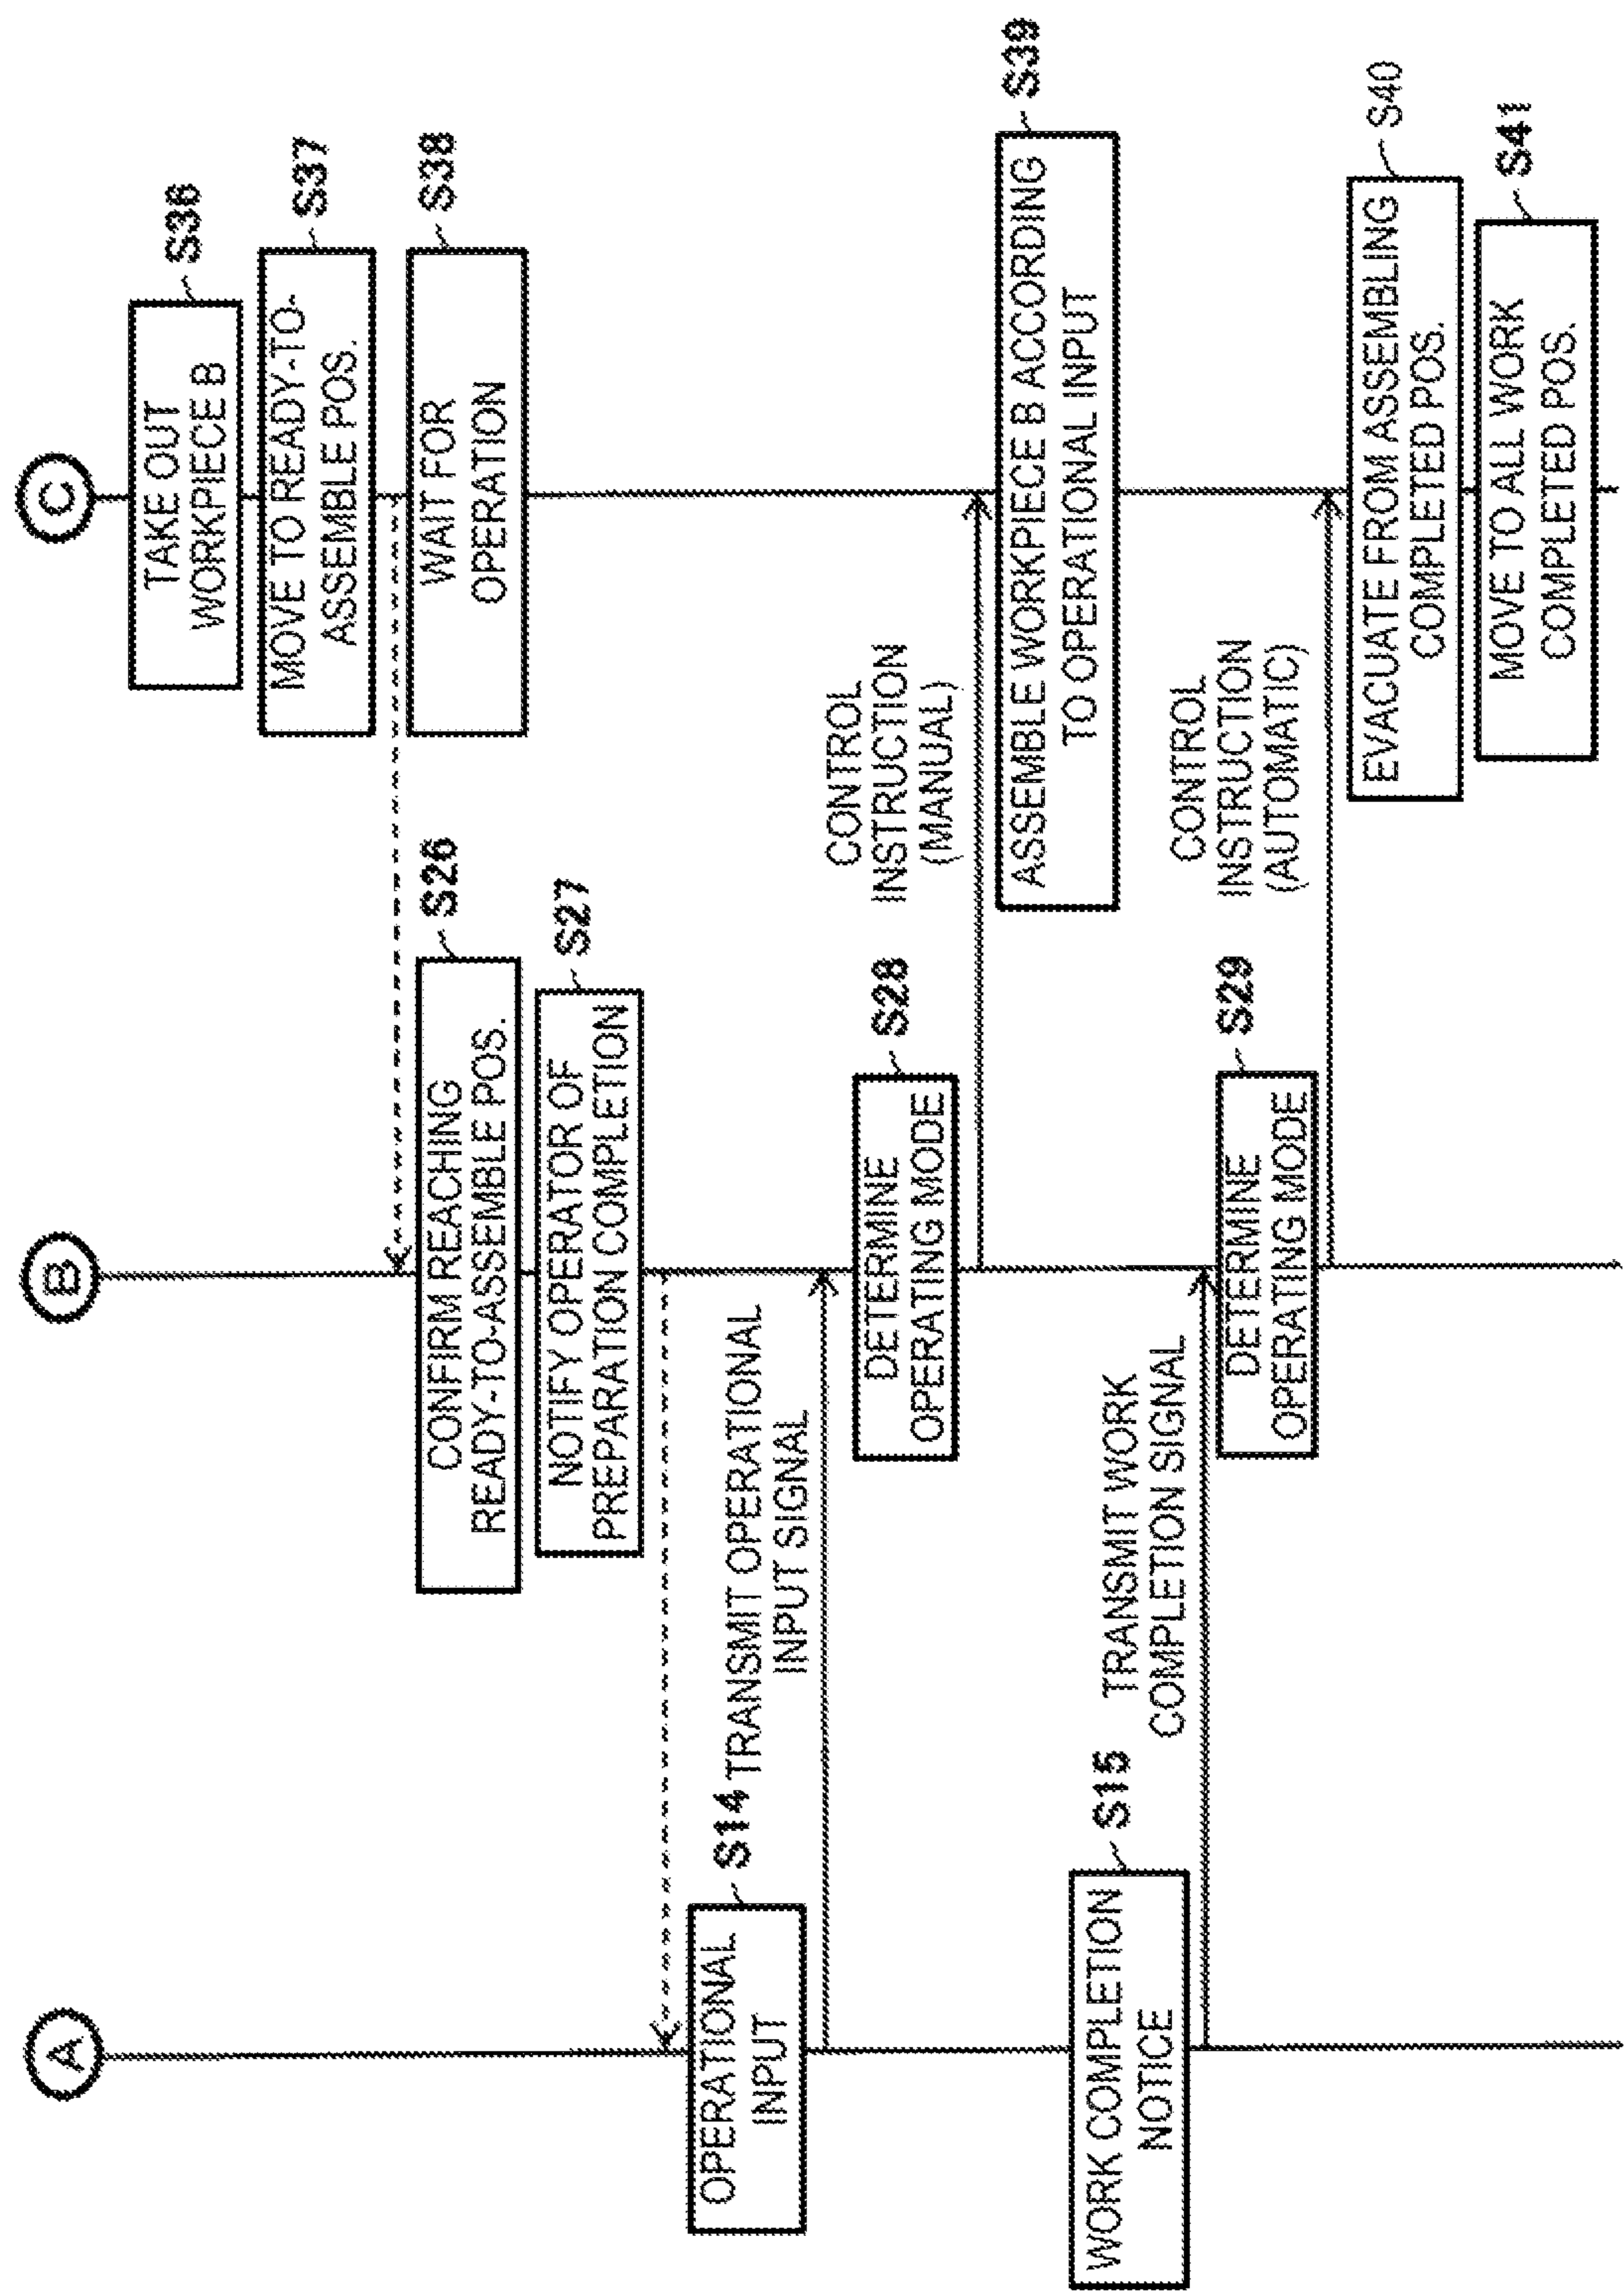 A
B
C
TAKE OUT
WORKPIECE B
S36
MOVE TO READY-TO-
ASSEMBLE POS.
S37
WAIT FOR
OPERATION
S38
CONFIRM REACHING
READY-TO-ASSEMBLE POS.
S26
NOTIFY OPERATOR OF
PREPARATION COMPLETION
S27
OPERATIONAL
INPUT
S14
TRANSMIT OPERATIONAL
INPUT SIGNAL
DETERMINE
OPERATING MODE
S28
CONTROL
INSTRUCTION
(MANUAL)
ASSEMBLE WORKPIECE B ACCORDING
TO OPERATIONAL INPUT
S39
WORK COMPLETION
NOTICE
S15
TRANSMIT WORK
COMPLETION SIGNAL
DETERMINE
OPERATING MODE
S29
CONTROL
INSTRUCTION
(AUTOMATIC)
EVACUATE FROM ASSEMBLING
COMPLETED POS.
S40
MOVE TO ALL WORK
COMPLETED POS.
S41